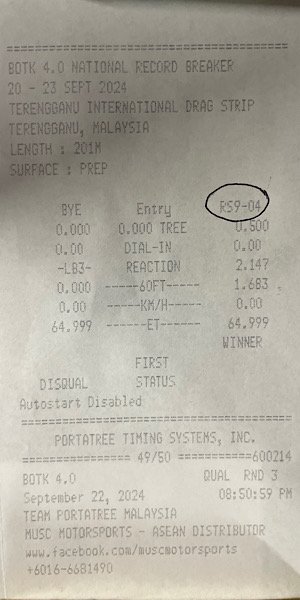 ================================
BOTK 4.0 NATIONAL RECORD BREAKER
20 - 23 SEPT 2024
TERENGGANU INTERNATIONAL DRAG STRIP
TERENGGANU, MALAYSIA
LENGTH : 201M
SURFACE : PREP
BYE Entry RS9-04
0.000 0.000 TREE 0.500
0.00 DIAL-IN 0.00
-LB3- REACTION 2.147
0.000 -----60FT----- 1.683
0.00 -----KM/H----- 0.00
64.999 ------ET------ 64.999
WINNER
FIRST
DISQUAL STATUS
Autostart Disabled
================================
PORTATREE TIMING SYSTEMS, INC.
================ 49/50 ===========600214
BOTK 4.0 QUAL RND 3
September 22, 2024 08:50:59 PM
TEAM PORTATREE MALAYSIA
MUSC MOTORSPORTS - ASEAN DISTRIBUTOR
www.facebook.com/muscmotorsports
+6016-6681490